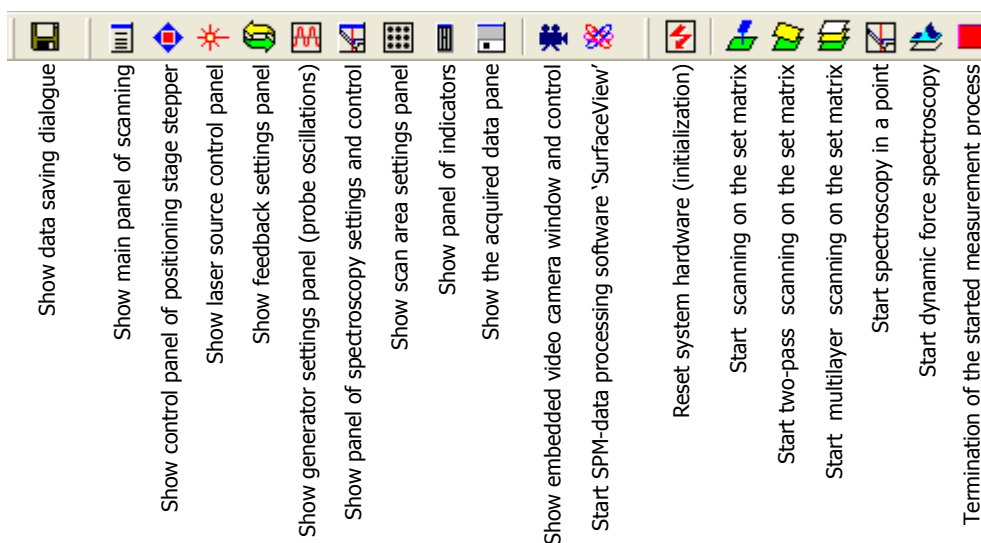 Show data saving dialogue
Show main panel of scanning
Show control panel of positioning stage stepper
Show laser source control panel
Show feedback settings panel
Show generator settings panel (probe oscillations)
Show panel of spectroscopy settings and control
Show scan area settings panel
Show panel of indicators
Show the acquired data pane
Show embedded video camera window and control
Start SPM-data processing software ‘SurfaceView’
Reset system hardware (initialization)
Start scanning on the set matrix
Start two-pass scanning on the set matrix
Start multilayer scanning on the set matrix
Start spectroscopy in a point
Start dynamic force spectroscopy
Termination of the started measurement process